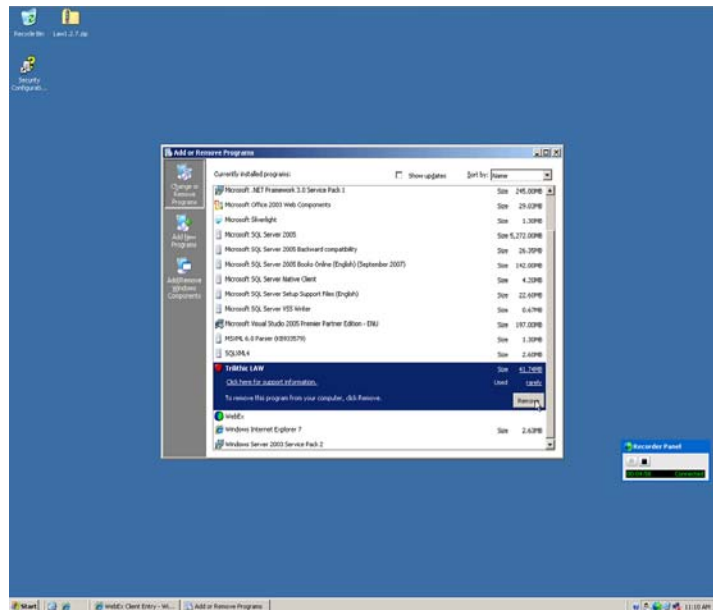 Recycle Bin
Law1.2.7.zip
Security
Configurati...
Add or Remove Programs
Change or
Remove
Programs
Add New
Programs
Add/Remove
Windows
Components
Currently installed programs:
Show updates
Sort by: Name
Microsoft .NET Framework 3.0 Service Pack 1 Size 245.00MB
Microsoft Office 2003 Web Components Size 29.03MB
Microsoft Silverlight Size 1.30MB
Microsoft SQL Server 2005 Size 5,272.00MB
Microsoft SQL Server 2005 Backward compatibility Size 26.35MB
Microsoft SQL Server 2005 Books Online (English) (September 2007) Size 142.00MB
Microsoft SQL Server Native Client Size 4.20MB
Microsoft SQL Server Setup Support Files (English) Size 22.60MB
Microsoft SQL Server VSS Writer Size 0.67MB
Microsoft Visual Studio 2005 Premier Partner Edition - ENU Size 197.00MB
MSXML 6.0 Parser (KB933579) Size 1.30MB
SQLXML4 Size 2.60MB
Trilithic LAW Size 41.74MB
Click here for support information. Used rarely
To remove this program from your computer, click Remove.
Remove
WebEx
Windows Internet Explorer 7 Size 2.63MB
Windows Server 2003 Service Pack 2
Recorder Panel
Connected
Start
WebEx Client Entry - Wi...
Add or Remove Programs
11:10 AM